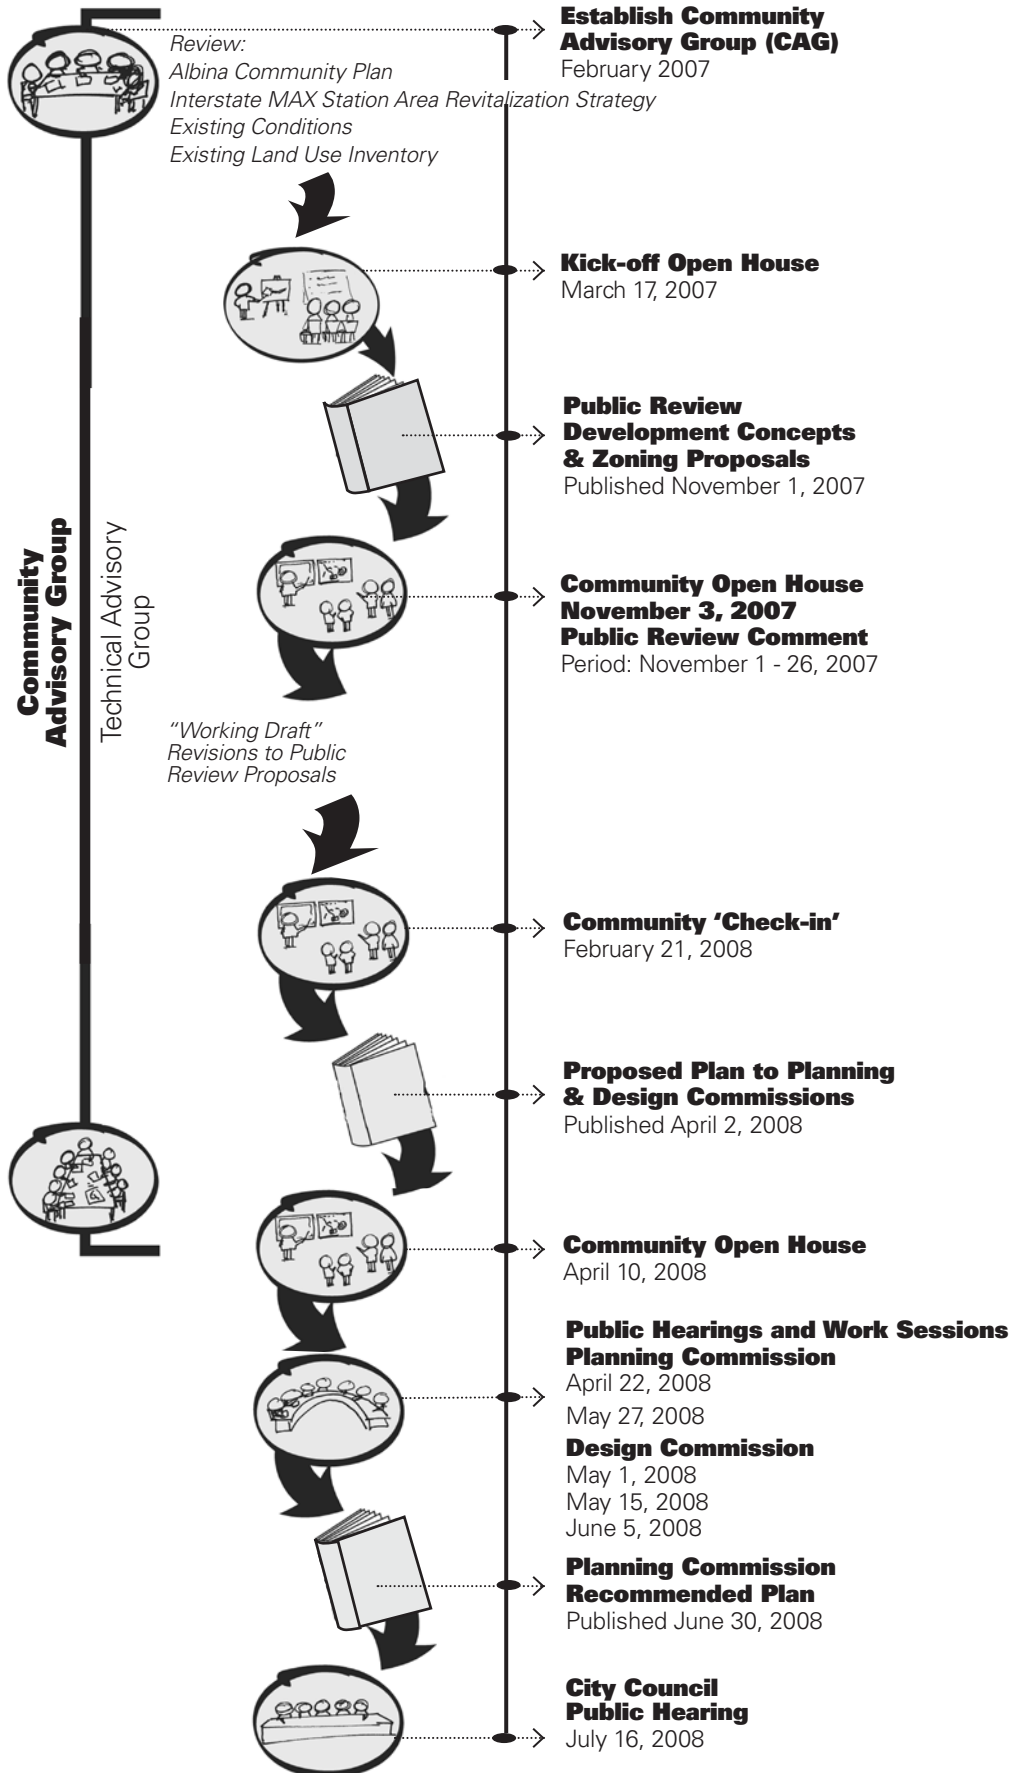 Establish Community
Advisory Group (CAG)
February 2007
Review:
Albina Community Plan
Interstate MAX Station Area Revitalization Strategy
Existing Conditions
Existing Land Use Inventory
Kick-off Open House
March 17, 2007
Public Review
Development Concepts
& Zoning Proposals
Published November 1, 2007
Community
Advisory Group
Technical Advisory
Group
Community Open House
November 3, 2007
Public Review Comment
Period: November 1 - 26, 2007
“Working Draft”
Revisions to Public
Review Proposals
Community ‘Check-in’
February 21, 2008
Proposed Plan to Planning
& Design Commissions
Published April 2, 2008
Community Open House
April 10, 2008
Public Hearings and Work Sessions
Planning Commission
April 22, 2008
May 27, 2008
Design Commission
May 1, 2008
May 15, 2008
June 5, 2008
Planning Commission
Recommended Plan
Published June 30, 2008
City Council
Public Hearing
July 16, 2008